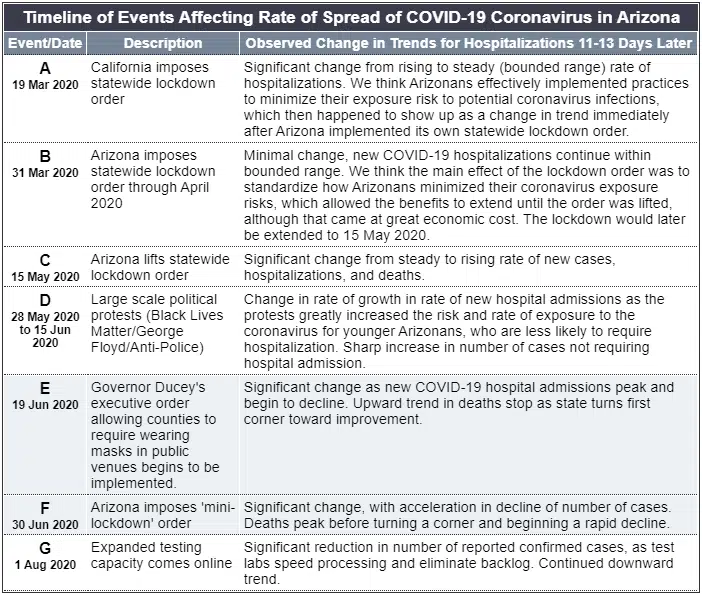 Timeline of Events Affecting Rate of Spread of COVID-19 Coronavirus in Arizona
Event/Date Description Observed Change in Trends for Hospitalizations 11-13 Days Later
A
19 Mar 2020
California imposes
statewide lockdown
order
Significant change from rising to steady (bounded range) rate of
hospitalizations. We think Arizonans effectively implemented practices
to minimize their exposure risk to potential coronavirus infections,
which then happened to show up as a change in trend immediately
after Arizona implemented its own statewide lockdown order.
B
31 Mar 2020
Arizona imposes
statewide lockdown
order through April
2020
Minimal change, new COVID-19 hospitalizations continue within
bounded range. We think the main effect of the lockdown order was to
standardize how Arizonans minimized their coronavirus exposure
risks, which allowed the benefits to extend until the order was lifted,
although that came at great economic cost. The lockdown would later
be extended to 15 May 2020.
C
15 May 2020
Arizona lifts statewide
lockdown order
Significant change from steady to rising rate of new cases,
hospitalizations, and deaths.
D
28 May 2020
to 15 Jun
2020
Large scale political
protests (Black Lives
Matter/George
Floyd/Anti-Police)
Change in rate of growth in rate of new hospital admissions as the
protests greatly increased the risk and rate of exposure to the
coronavirus for younger Arizonans, who are less likely to require
hospitalization. Sharp increase in number of cases not requiring
hospital admission.
E
19 Jun 2020
Governor Ducey's
executive order
allowing counties to
require wearing
masks in public
venues begins to be
implemented.
Significant change as new COVID-19 hospital admissions peak and
begin to decline. Upward trend in deaths stop as state turns first
corner toward improvement.
F
30 Jun 2020
Arizona imposes 'mini-
lockdown' order
Significant change, with acceleration in decline of number of cases.
Deaths peak before turning a corner and beginning a rapid decline.
G
1 Aug 2020
Expanded testing
capacity comes online
Significant reduction in number of reported confirmed cases, as test
labs speed processing and eliminate backlog. Continued downward
trend.